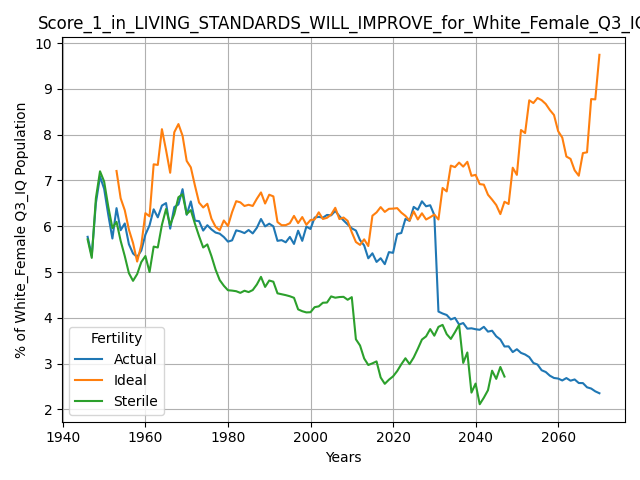 Score_1_in_LIVING_STANDARDS_WILL_IMPROVE_for_White_Female_Q3_IQ
% of White_Female Q3_IQ Population
10
9
8
7
6
5
4
3
2
Fertility
Actual
Ideal
Sterile
1940 1960 1980 2000 2020 2040 2060
Years